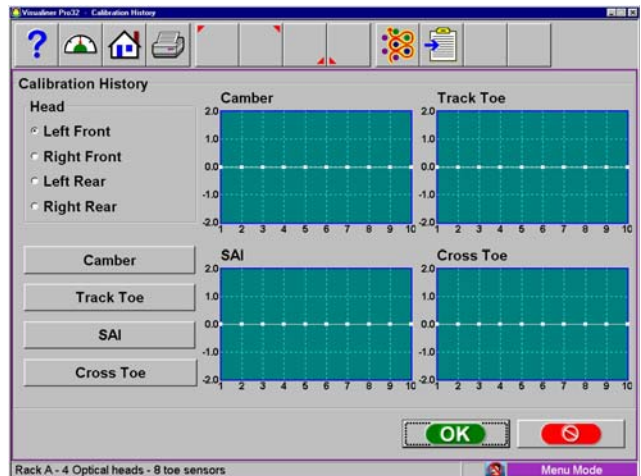 Visualiner Pro32 - Calibration History
?
Calibration History
Head
Left Front
Right Front
Left Rear
Right Rear
Camber
Track Toe
SAI
Cross Toe
Camber
2.0
1.0
0.0
-1.0
-2.0
1 2 3 4 5 6 7 8 9 10
Track Toe
2.0
1.0
0.0
-1.0
-2.0
1 2 3 4 5 6 7 8 9 10
SAI
2.0
1.0
0.0
-1.0
-2.0
1 2 3 4 5 6 7 8 9 10
Cross Toe
2.0
1.0
0.0
-1.0
-2.0
1 2 3 4 5 6 7 8 9 10
OK
Rack A - 4 Optical heads - 8 toe sensors
Menu Mode